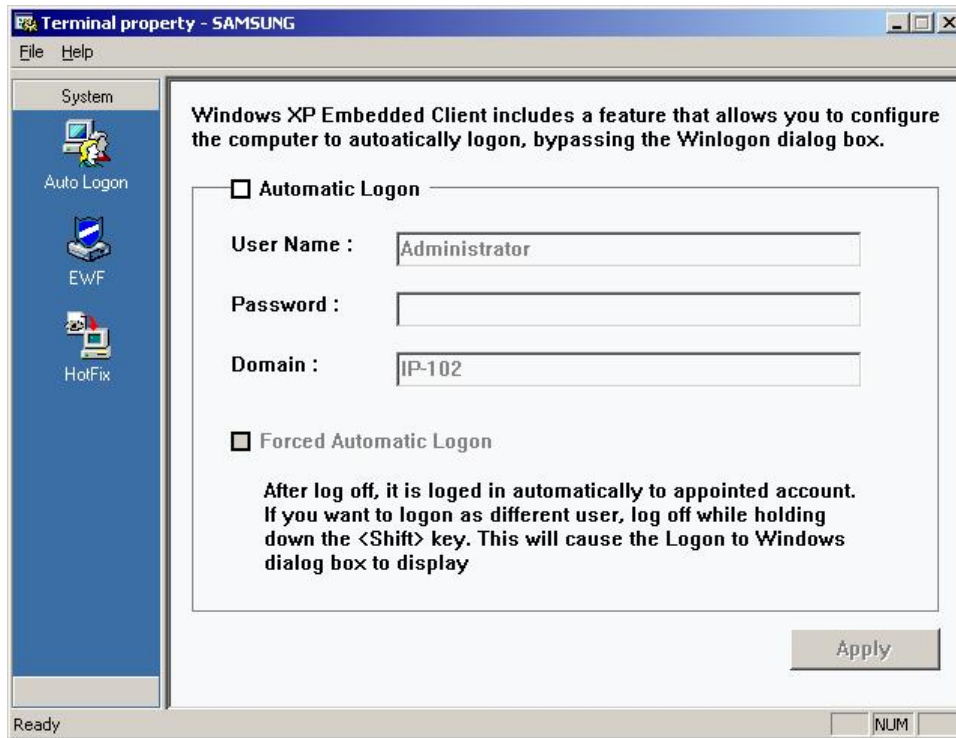 Terminal property - SAMSUNG
File Help
System
Auto Logon
EWF
HotFix
Windows XP Embedded Client includes a feature that allows you to configure
the computer to autoatically logon, bypassing the Winlogon dialog box.
Automatic Logon
User Name :
Administrator
Password :
Domain :
IP-102
Forced Automatic Logon
After log off, it is loged in automatically to appointed account.
If you want to logon as different user, log off while holding
down the <Shift> key. This will cause the Logon to Windows
dialog box to display
Apply
Ready
NUM